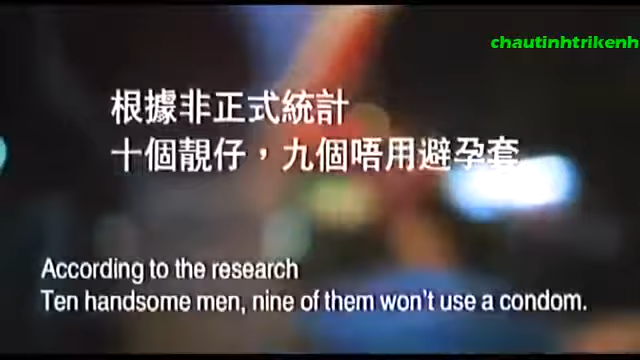 chautinhtrikenh
根據非正式統計
十個靚仔，九個唔用避孕套
According to the research
Ten handsome men, nine of them won't use a condom.